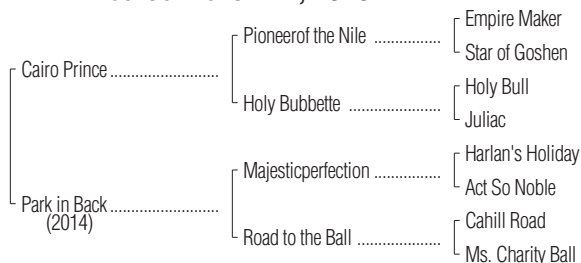 Empire Maker
Pioneerof the Nile ................
Star of Goshen
Cairo Prince ......................
Holy Bull
Holy Bubbette ....................
Juliac
Harlan's Holiday
Majesticperfection ................
Act So Noble
Park in Back ......................
(2014)
Cahill Road
Road to the Ball ..................
Ms. Charity Ball